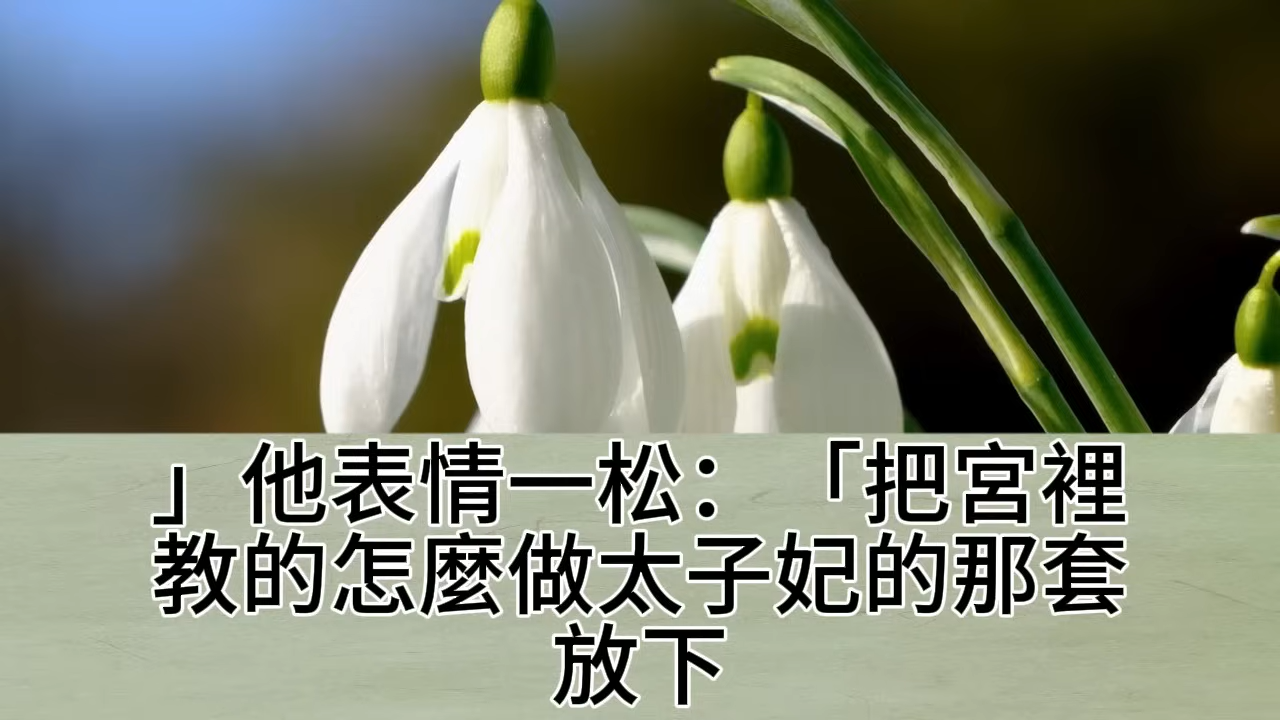 」他表情一松：「把宮裡
教的怎麼做太子妃的那套
放下